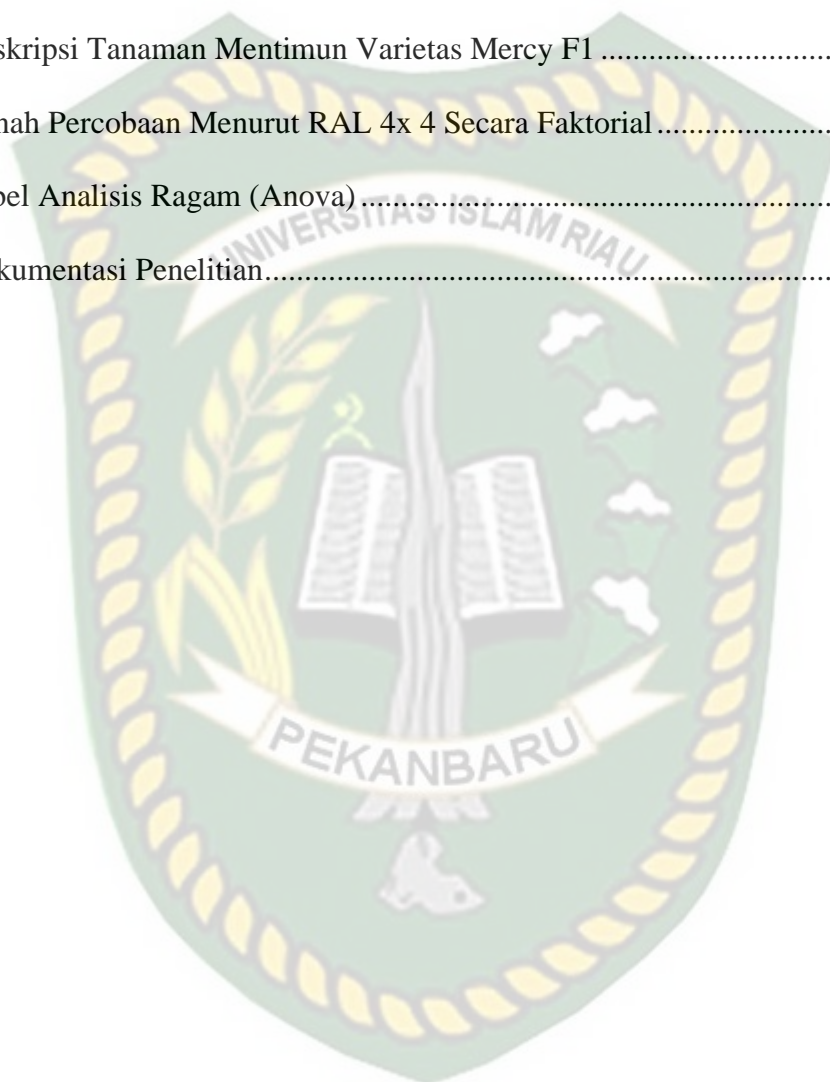 skripsi Tanaman Mentimun Varietas Mercy F1 ........................
nah Percobaan Menurut RAL 4x 4 Secara Faktorial ..................
bel Analisis Ragam (Anova) ................................................
kumentasi Penelitian..........................................................
UNIVERSITAS ISLAM RIAU
PEKANBARU